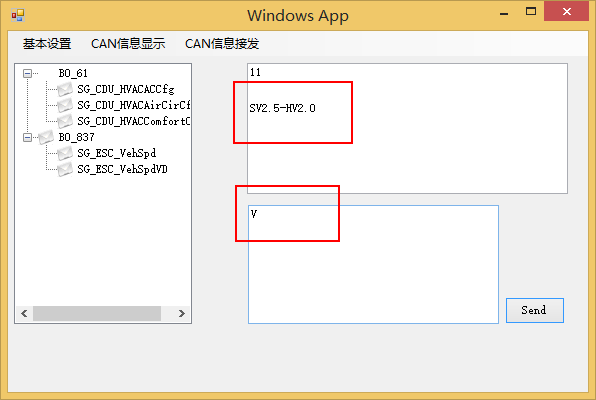 Windows App
基本设置 CAN信息显示 CAN信息接发
BO_61
SG_CDU_HVACACCfg
SG_CDU_HVACAirCirCf
SG_CDU_HVACComfortC
BO_837
SG_ESC_VehSpd
SG_ESC_VehSpdVD
11
SV2.5-HV2.0
V
Send